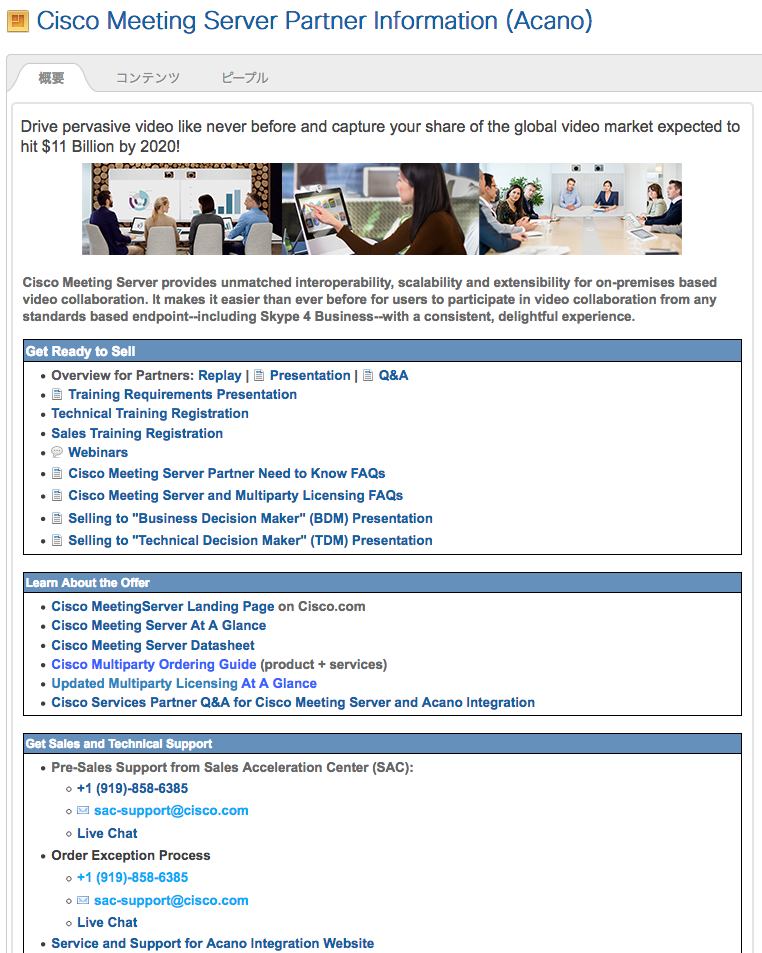 Cisco Meeting Server Partner Information (Acano)
概要 コンテンツ ピープル
Drive pervasive video like never before and capture your share of the global video market expected to
hit $11 Billion by 2020!
Cisco Meeting Server provides unmatched interoperability, scalability and extensibility for on-premises based
video collaboration. It makes it easier than ever before for users to participate in video collaboration from any
standards based endpoint--including Skype 4 Business--with a consistent, delightful experience.
Get Ready to Sell
• Overview for Partners: Replay | Presentation | Q&A
• Training Requirements Presentation
• Technical Training Registration
• Sales Training Registration
• Webinars
• Cisco Meeting Server Partner Need to Know FAQs
• Cisco Meeting Server and Multiparty Licensing FAQs
• Selling to "Business Decision Maker" (BDM) Presentation
• Selling to "Technical Decision Maker" (TDM) Presentation
Learn About the Offer
• Cisco MeetingServer Landing Page on Cisco.com
• Cisco Meeting Server At A Glance
• Cisco Meeting Server Datasheet
• Cisco Multiparty Ordering Guide (product + services)
• Updated Multiparty Licensing At A Glance
• Cisco Services Partner Q&A for Cisco Meeting Server and Acano Integration
Get Sales and Technical Support
• Pre-Sales Support from Sales Acceleration Center (SAC):
◦ +1 (919)-858-6385
◦ sac-support@cisco.com
◦ Live Chat
• Order Exception Process
◦ +1 (919)-858-6385
◦ sac-support@cisco.com
◦ Live Chat
• Service and Support for Acano Integration Website